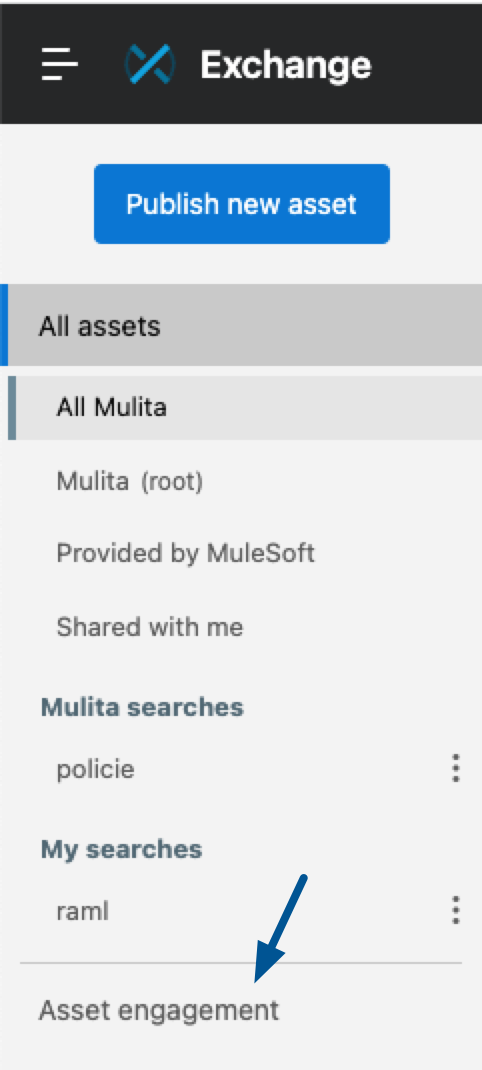 Exchange
Publish new asset
All assets
All Mulita
Mulita (root)
Provided by MuleSoft
Shared with me
Mulita searches
policie
My searches
raml
Asset engagement